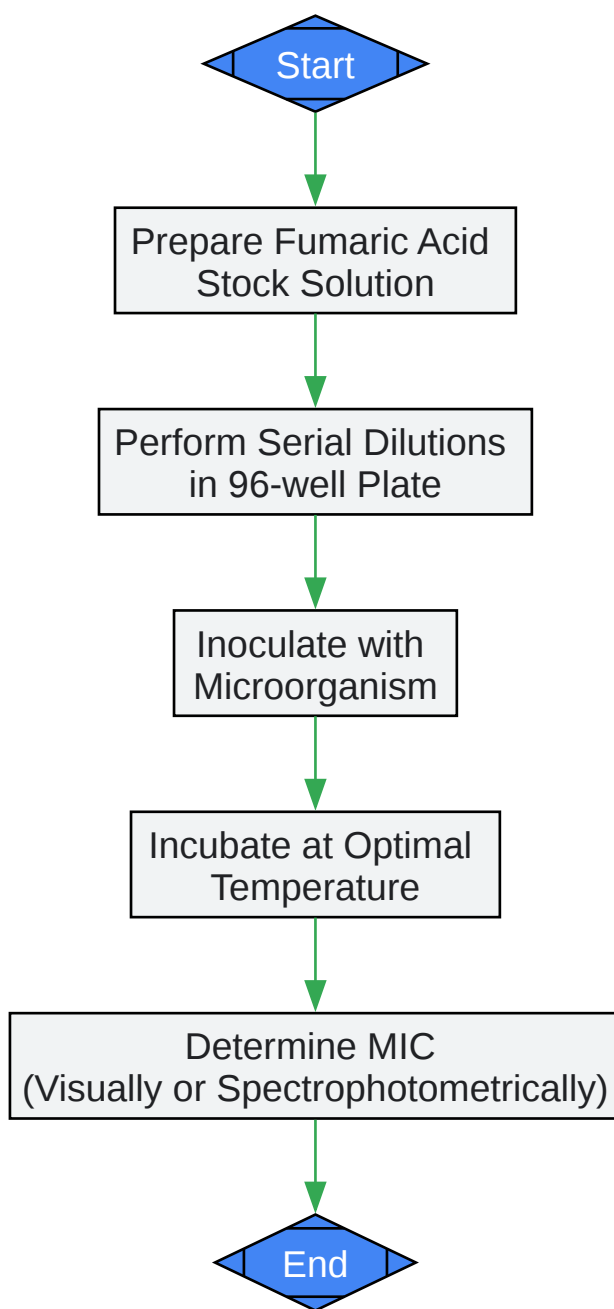 Start
Prepare Fumaric Acid
Stock Solution
Perform Serial Dilutions
in 96-well Plate
Inoculate with
Microorganism
Incubate at Optimal
Temperature
Determine MIC
(Visually or Spectrophotometrically)
End